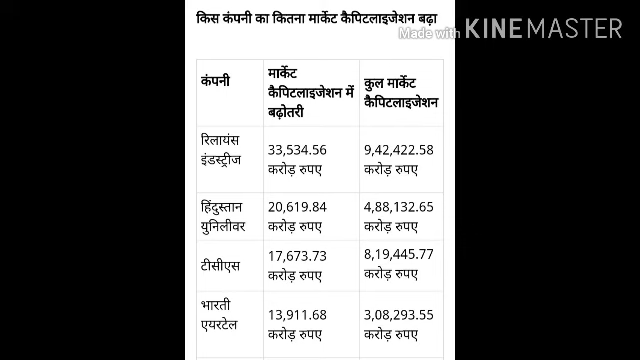 किस कंपनी का कितना मार्केट कैपिटलाइजेशन बढ़ा
Made with KINEMASTER
कंपनी
मार्केट
कैपिटलाइजेशन में
बढ़ोतरी
कुल मार्केट
कैपिटलाइजेशन
रिलायंस
इंडस्ट्रीज
33,534.56
करोड़ रुपए
9,42,422.58
करोड़ रुपए
हिंदुस्तान
युनिलीवर
20,619.84
करोड़ रुपए
4,88,132.65
करोड़ रुपए
टीसीएस
17,673.73
करोड़ रुपए
8,19,445.77
करोड़ रुपए
भारती
एयरटेल
13,911.68
करोड़ रुपए
3,08,293.55
करोड़ रुपए